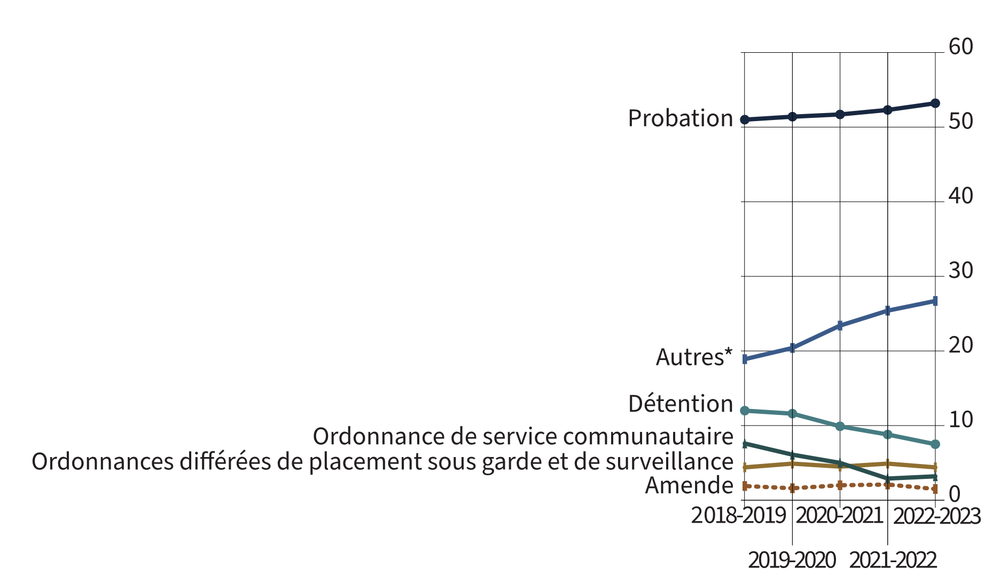 60
Probation
50
40
30
20
Autres*
Détention
10
Ordonnance de service communautaire
Ordonnances différées de placement sous garde et de surveillance
Amende
0
2018-2019 2020-2021 2022-2023
2019-2020 2021-2022